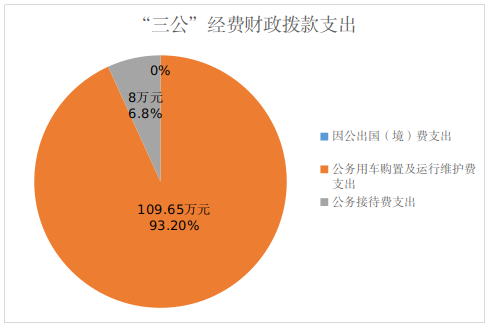 “三公”经费财政拨款支出
0%
8万元
6.8%
109.65万元
93.20%
因公出国（境）费支出
公务用车购置及运行维护费
支出
公务接待费支出